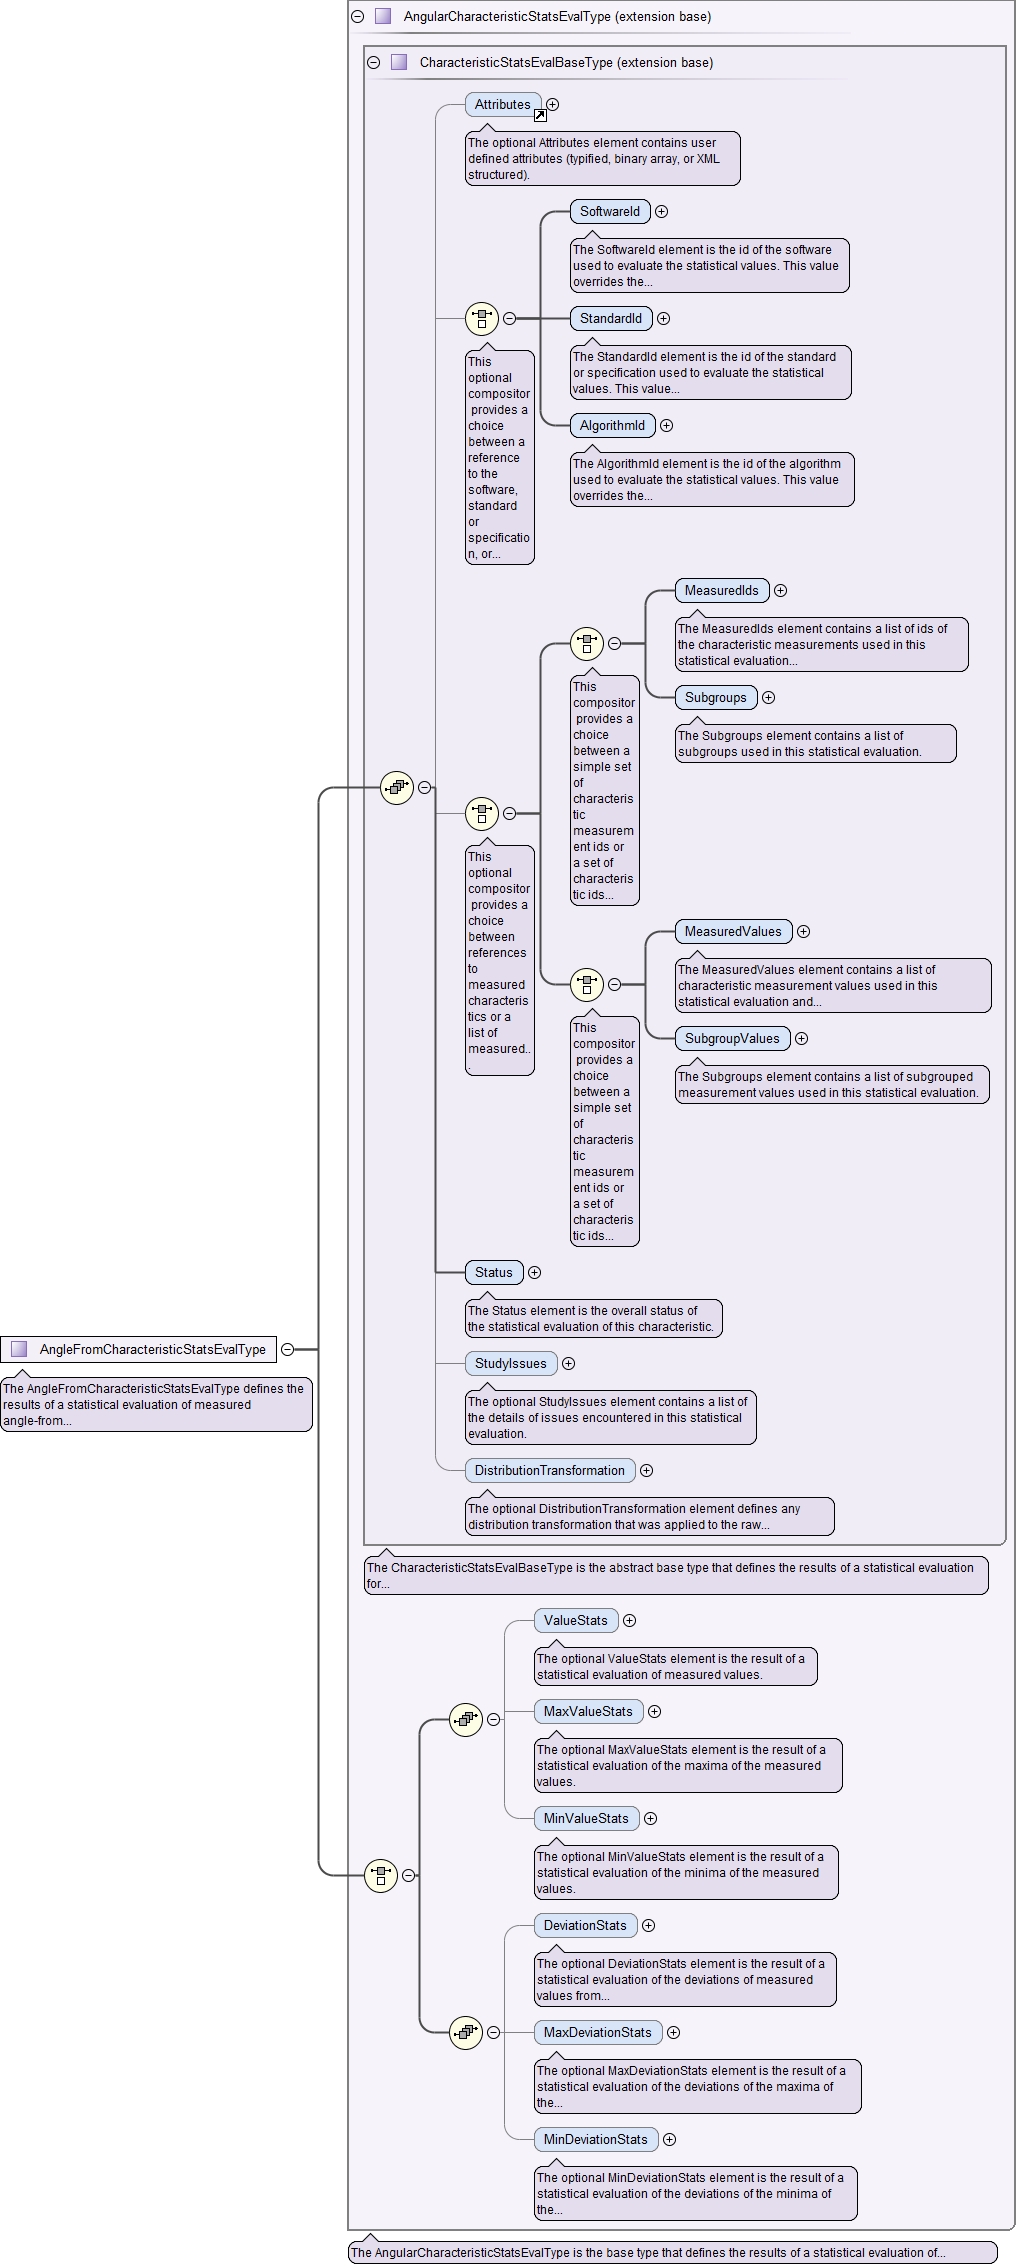 AngularCharacteristicStatsEvalType (extension base)
CharacteristicStatsEvalBaseType (extension base)
Attributes
The optional Attributes element contains user
defined attributes (typified, binary array, or XML
structured).
SoftwareId
The SoftwareId element is the id of the software
used to evaluate the statistical values. This value
overrides the...
StandardId
The StandardId element is the id of the standard
or specification used to evaluate the statistical
values. This value...
This
optional
compositor
provides a
choice
between a
reference
to the
software,
standard
or
specificatio
n, or...
AlgorithmId
The AlgorithmId element is the id of the algorithm
used to evaluate the statistical values. This value
overrides the...
MeasuredIds
The MeasuredIds element contains a list of ids of
the characteristic measurements used in this
statistical evaluation...
This
compositor
provides a
choice
between a
simple set
of
characteris
tic
measurem
ent ids or
a set of
characteris
tic ids...
Subgroups
The Subgroups element contains a list of
subgroups used in this statistical evaluation.
This
optional
compositor
provides a
choice
between
references
to
measured
characteris
tics or a
list of
measured..
.
MeasuredValues
The MeasuredValues element contains a list of
characteristic measurement values used in this
statistical evaluation and...
This
compositor
provides a
choice
between a
simple set
of
characteris
tic
measurem
ent ids or
a set of
characteris
tic ids...
SubgroupValues
The Subgroups element contains a list of subgrouped
measurement values used in this statistical evaluation.
Status
The Status element is the overall status of
the statistical evaluation of this characteristic.
AngleFromCharacteristicStatsEvalType
The AngleFromCharacteristicStatsEvalType defines the
results of a statistical evaluation of measured
angle-from...
StudyIssues
The optional StudyIssues element contains a list of
the details of issues encountered in this statistical
evaluation.
DistributionTransformation
The optional DistributionTransformation element defines any
distribution transformation that was applied to the raw...
The CharacteristicStatsEvalBaseType is the abstract base type that defines the results of a statistical evaluation
for...
ValueStats
The optional ValueStats element is the result of a
statistical evaluation of measured values.
MaxValueStats
The optional MaxValueStats element is the result of a
statistical evaluation of the maxima of the measured
values.
MinValueStats
The optional MinValueStats element is the result of a
statistical evaluation of the minima of the measured
values.
DeviationStats
The optional DeviationStats element is the result of a
statistical evaluation of the deviations of measured
values from...
MaxDeviationStats
The optional MaxDeviationStats element is the result of a
statistical evaluation of the deviations of the maxima of
the...
MinDeviationStats
The optional MinDeviationStats element is the result of a
statistical evaluation of the deviations of the minima of
the...
The AngularCharacteristicStatsEvalType is the base type that defines the results of a statistical evaluation of...